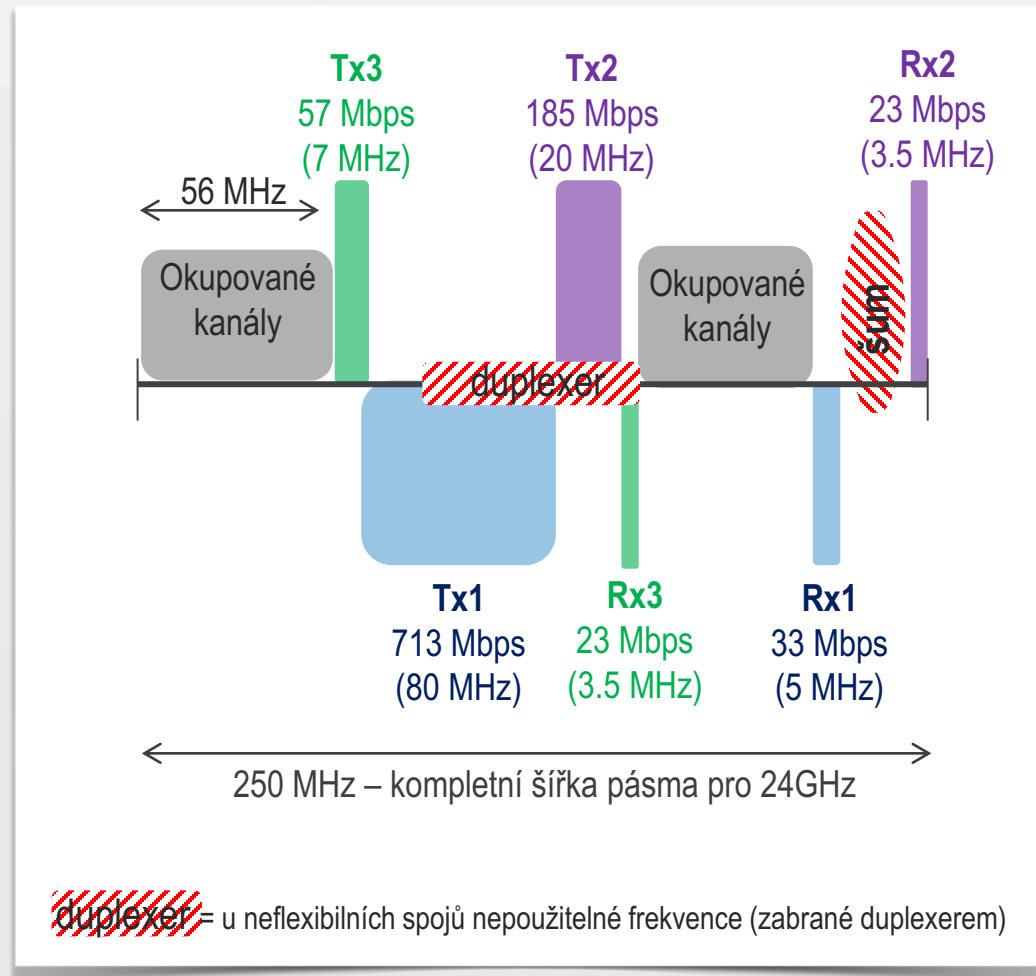 Tx3
57 Mbps
(7 MHz)
Tx2
185 Mbps
(20 MHz)
Rx2
23 Mbps
(3.5 MHz)
56 MHz
Okupované
kanály
Okupované
kanály
šum
duplexer
Tx1
713 Mbps
(80 MHz)
Rx3
23 Mbps
(3.5 MHz)
Rx1
33 Mbps
(5 MHz)
250 MHz – kompletní šířka pásma pro 24GHz
duplexer = u neflexibilních spojů nepoužitelné frekvence (zabrané duplexerem)